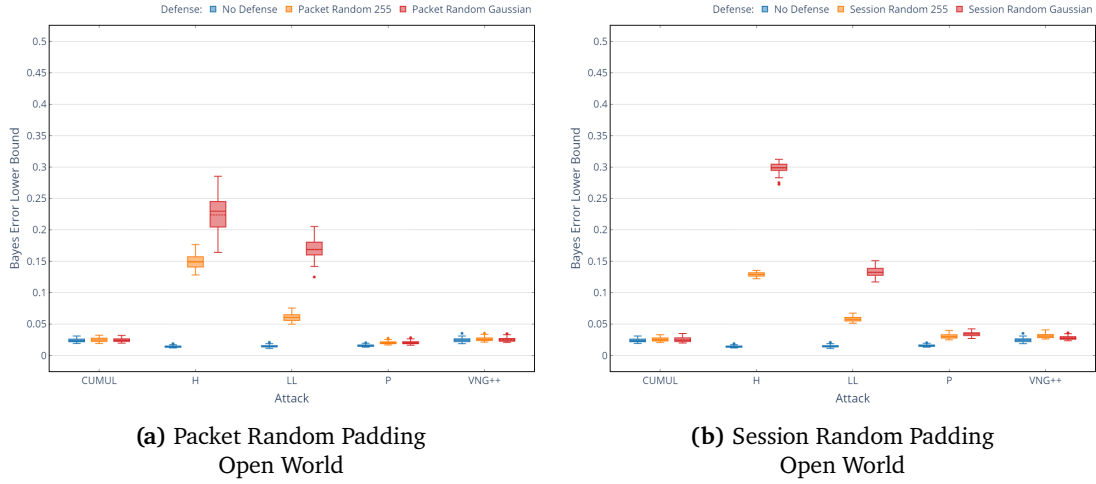 Defense: No Defense Packet Random 255 Packet Random Gaussian
0.5
0.45
0.4
0.35
0.3
0.25
0.2
0.15
0.1
0.05
0
Bayes Error Lower Bound
CUMUL H LL P VNG++
Attack
(a) Packet Random Padding
Open World
Defense: No Defense Session Random 255 Session Random Gaussian
0.5
0.45
0.4
0.35
0.3
0.25
0.2
0.15
0.1
0.05
0
Bayes Error Lower Bound
CUMUL H LL P VNG++
Attack
(b) Session Random Padding
Open World